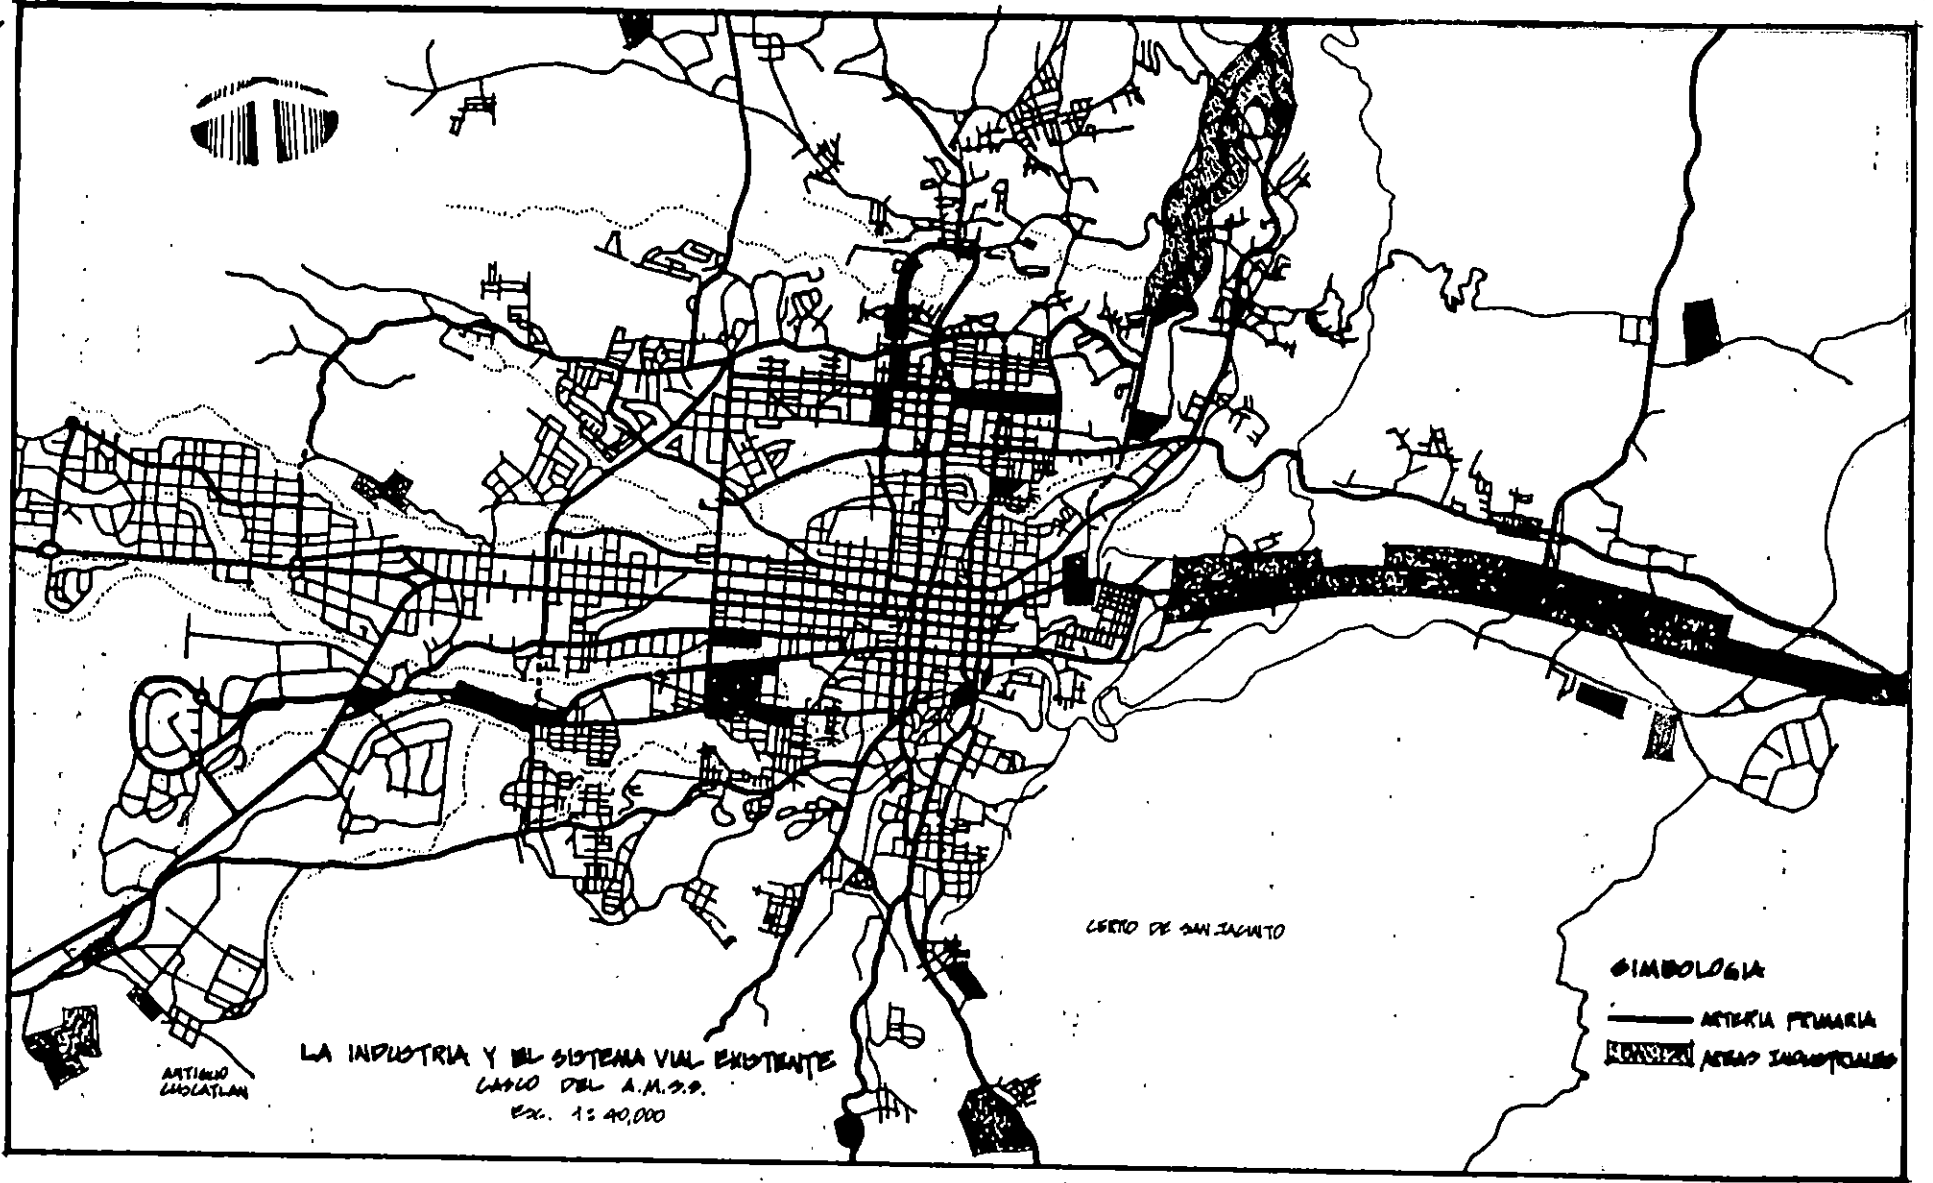 CERRO DE SAN JACINTO
SIMBOLOGIA
ARTERIA PRIMARIA
AREAS INDUSTRIALES
LA INDUSTRIA Y EL SISTEMA VIAL EXISTENTE
CASCO DEL A.M.S.S.
ESC. 1:40,000
ANTIGUO
CUSCATLAN